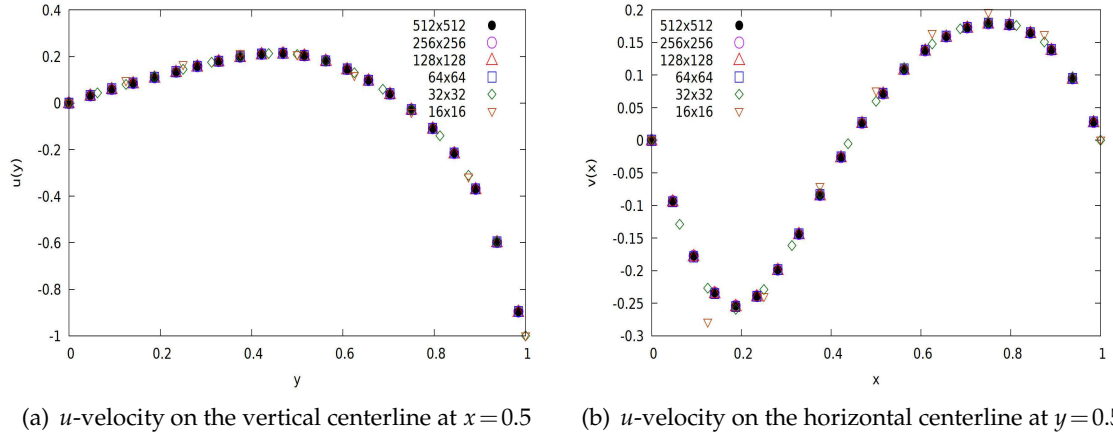 0.4
0.2
0
-0.2
-0.4
-0.6
-0.8
-1
u(y)
0 0.2 0.4 0.6 0.8 1
y
512x512
256x256
128x128
64x64
32x32
16x16
0.2
0.15
0.1
0.05
0
-0.05
-0.1
-0.15
-0.2
-0.25
-0.3
v(x)
0 0.2 0.4 0.6 0.8 1
x
512x512
256x256
128x128
64x64
32x32
16x16
(a) u-velocity on the vertical centerline at x=0.5
(b) u-velocity on the horizontal centerline at y=0.5